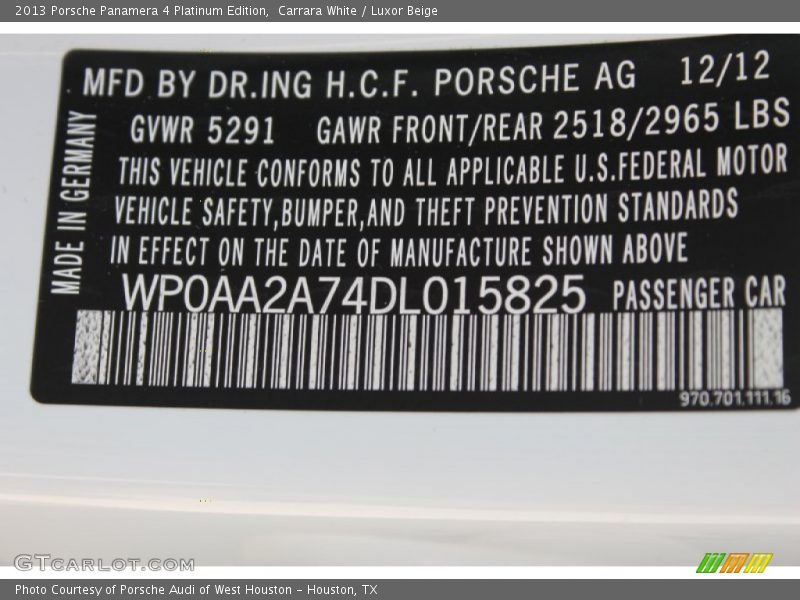 2013 Porsche Panamera 4 Platinum Edition,  Carrara White / Luxor Beige
MFD BY DR.ING H.C.F. PORSCHE AG 12/12
GVWR 5291 GAWR FRONT/REAR 2518/2965 LBS
THIS VEHICLE CONFORMS TO ALL APPLICABLE U.S.FEDERAL MOTOR
VEHICLE SAFETY,BUMPER,AND THEFT PREVENTION STANDARDS
IN EFFECT ON THE DATE OF MANUFACTURE SHOWN ABOVE
MADE IN GERMANY
WP0AA2A74DL015825 PASSENGER CAR
970.701.111.16
GTCARLOT.COM
Photo Courtesy of Porsche Audi of West Houston - Houston, TX